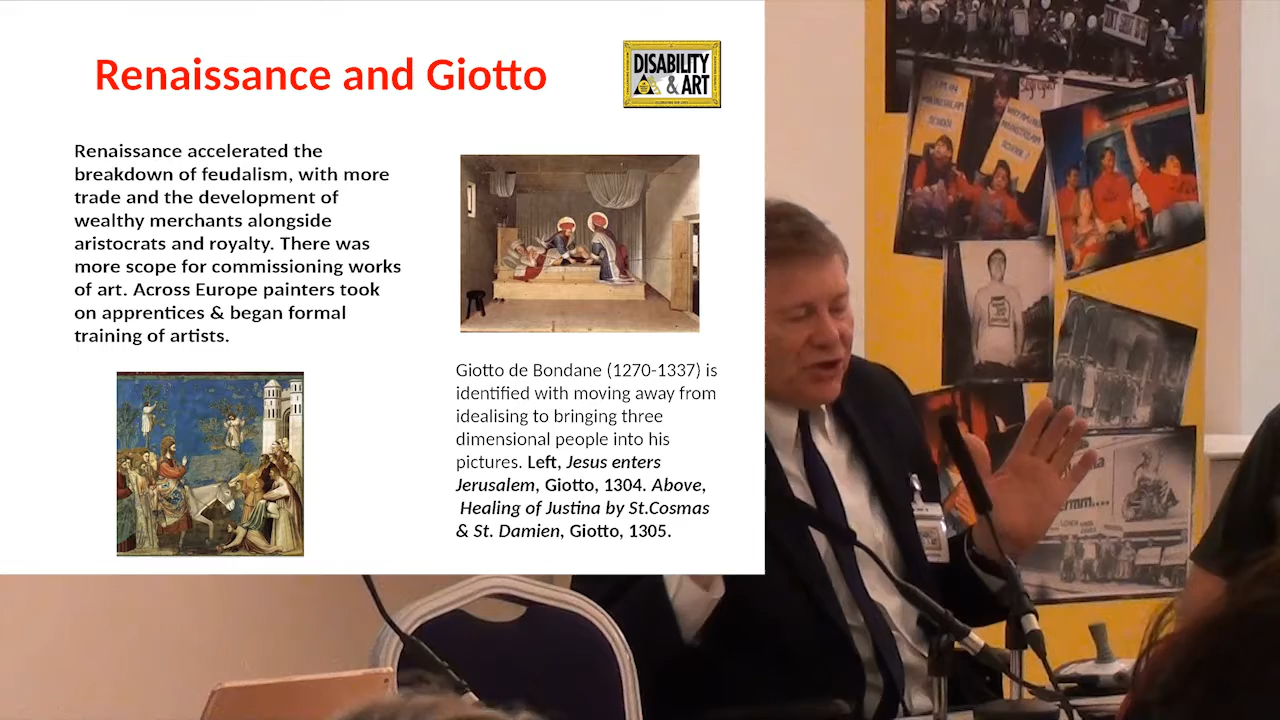 Renaissance and Giotto
DISABILITY
& ART
Renaissance accelerated the
breakdown of feudalism, with more
trade and the development of
wealthy merchants alongside
aristocrats and royalty. There was
more scope for commissioning works
of art. Across Europe painters took
on apprentices & began formal
training of artists.
Giotto de Bondane (1270-1337) is
identified with moving away from
idealising to bringing three
dimensional people into his
pictures. Left, Jesus enters
Jerusalem, Giotto, 1304. Above,
Healing of Justina by St.Cosmas
& St. Damien, Giotto, 1305.
SCHOOL
MAINSTREAM
SCHOOL?